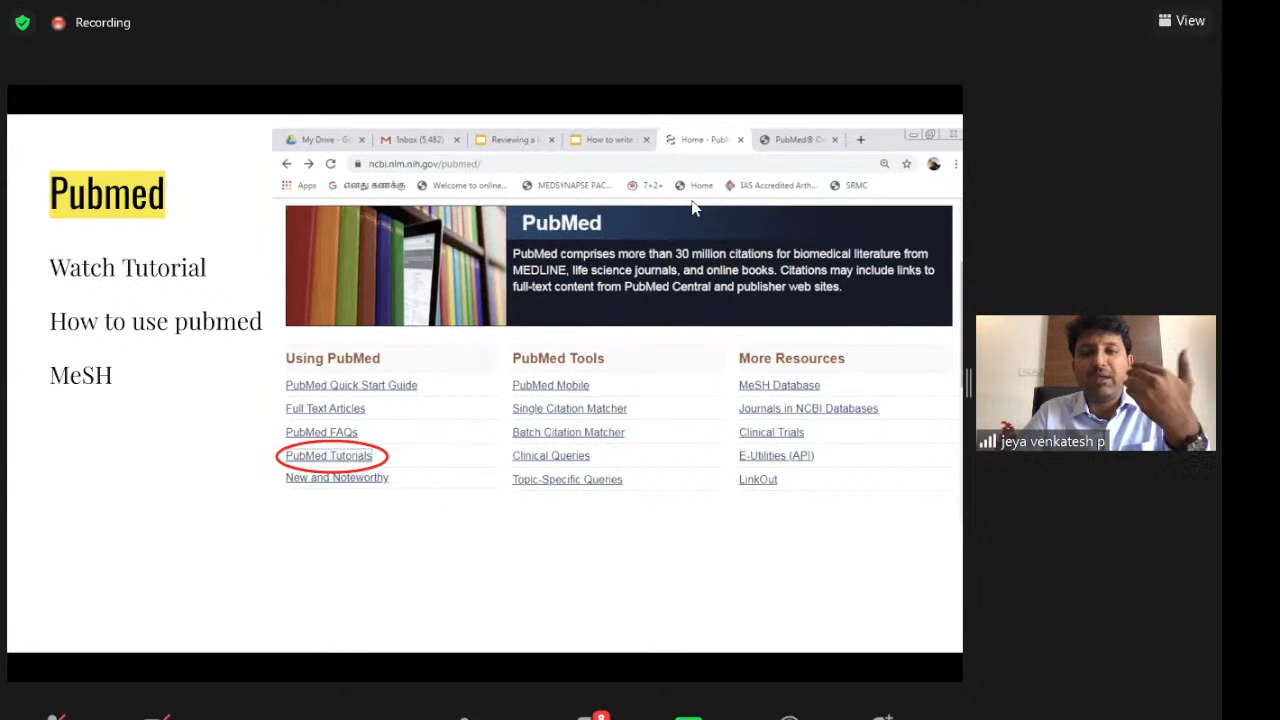 Recording
View
My Drive - G
Inbox (5,482)
Reviewing a
How to write
Home - Pub
PubMed® O
ncbi.nlm.nih.gov/pubmed/
Apps
எனது கணக்கு
Welcome to online...
MEDSYNAPSE PAC...
7+2=
Home
IAS Accredited Arth...
SRMC
Pubmed
Watch Tutorial
How to use pubmed
MeSH
PubMed
PubMed comprises more than 30 million citations for biomedical literature from
MEDLINE, life science journals, and online books. Citations may include links to
full-text content from PubMed Central and publisher web sites.
Using PubMed
PubMed Quick Start Guide
Full Text Articles
PubMed FAQs
PubMed Tutorials
New and Noteworthy
PubMed Tools
PubMed Mobile
Single Citation Matcher
Batch Citation Matcher
Clinical Queries
Topic-Specific Queries
More Resources
MeSH Database
Journals in NCBI Databases
Clinical Trials
E-Utilities (API)
LinkOut
jeya venkatesh p
8